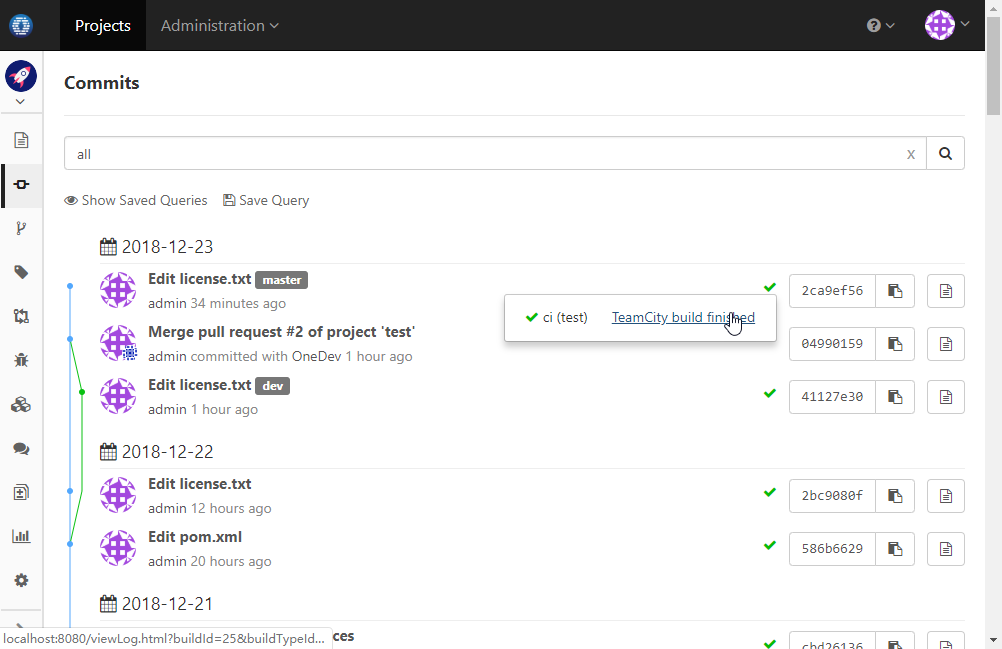 Projects Administration
Commits
all x
Show Saved Queries Save Query
2018-12-23
Edit license.txt master
2ca9ef56
admin 34 minutes ago
ci (test) TeamCity build finished
Merge pull request #2 of project 'test'
04990159
admin committed with OneDev 1 hour ago
Edit license.txt dev
41127e30
admin 1 hour ago
2018-12-22
Edit license.txt
2bc9080f
admin 12 hours ago
Edit pom.xml
586b6629
admin 20 hours ago
2018-12-21
localhost:8080/viewLog.html?buildId=25&buildTypeId...